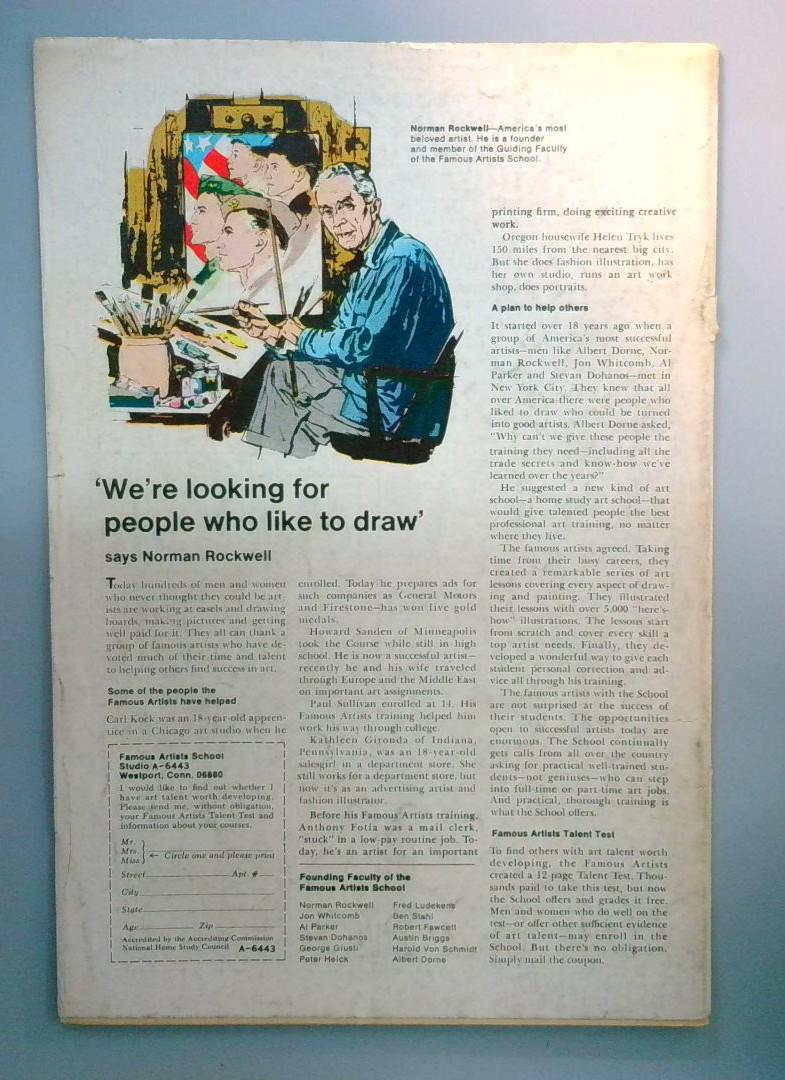 Norman Rockwell—America's most
beloved artist. He is a founder
and member of the Guiding Faculty
of the Famous Artists School.
'We're looking for
people who like to draw'
says Norman Rockwell
Today hundreds of men and women
who never thought they could be art-
ists are working at easels and drawing
boards, making pictures and getting
well paid for it. They all can thank a
group of famous artists who have de-
voted much of their time and talent
to helping others find success in art.
Some of the people the
Famous Artists have helped
Carl Kock was an 18-year-old appren-
tice in a Chicago art studio when he
enrolled. Today he prepares ads for
such companies as General Motors
and Firestone—has won five gold
medals.
Howard Sanden of Minneapolis
took the Course while still in high
school. He is now a successful artist—
recently he and his wife traveled
through Europe and the Middle East
on important art assignments.
Paul Sullivan enrolled at 14. His
Famous Artists training helped him
work his way through college.
Kathleen Gironda of Indiana,
Pennsylvania, was an 18-year-old
salesgirl in a department store. She
still works for a department store, but
now it's as an advertising artist and
fashion illustrator.
Before his Famous Artists training,
Anthony Fotia was a mail clerk,
"stuck" in a low-pay routine job. To-
day, he's an artist for an important
printing firm, doing exciting creative
work.
Oregon housewife Helen Tryk lives
150 miles from the nearest big city.
But she does fashion illustration, has
her own studio, runs an art work
shop, does portraits.
A plan to help others
It started over 18 years ago when a
group of America's most successful
artists—men like Albert Dorne, Nor-
man Rockwell, Jon Whitcomb, Al
Parker and Stevan Dohanos—met in
New York City. They knew that all
over America there were people who
liked to draw who could be turned
into good artists. Albert Dorne asked,
"Why can't we give these people the
training they need—including all the
trade secrets and know-how we've
learned over the years?"
He suggested a new kind of art
school—a home study art school—that
would give talented people the best
professional art training, no matter
where they live.
The famous artists agreed. Taking
time from their busy careers, they
created a remarkable series of art
lessons covering every aspect of draw-
ing and painting. They illustrated
their lessons with over 5,000 "here's-
how" illustrations. The lessons start
from scratch and cover every skill a
top artist needs. Finally, they de-
veloped a wonderful way to give each
student personal correction and ad-
vice all through his training.
The famous artists with the School
are not surprised at the success of
their students. The opportunities
open to successful artists today are
enormous. The School continually
gets calls from all over the country
asking for practical well-trained stu-
dents—not geniuses—who can step
into full-time or part-time art jobs.
And practical, thorough training is
what the School offers.
Famous Artists Talent Test
To find others with art talent worth
developing, the Famous Artists
created a 12-page Talent Test. Thou-
sands paid to take this test, but now
the School offers and grades it free.
Men and women who do well on the
test—or offer other sufficient evidence
of art talent—may enroll in the
School. But there's no obligation.
Simply mail the coupon.
Famous Artists School
Studio A-6443
Westport, Conn. 06880
I would like to find out whether I
have art talent worth developing.
Please send me, without obligation,
your Famous Artists Talent Test and
information about your courses.
Mr.
Mrs.
Miss
← Circle one and please print
Street Apt. #
City
State
Age Zip
Accredited by the Accrediting Commission
National Home Study Council A-6443
Founding Faculty of the
Famous Artists School
Norman Rockwell
Jon Whitcomb
Al Parker
Stevan Dohanos
George Giusti
Peter Helck
Fred Ludekens
Ben Stahl
Robert Fawcett
Austin Briggs
Harold Von Schmidt
Albert Dorne